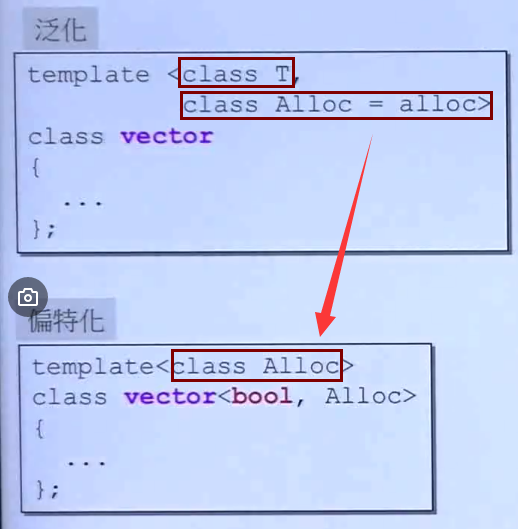 泛化
template <class T,
class Alloc = alloc>
class vector
{
...
};
偏特化
template<class Alloc>
class vector<bool, Alloc>
{
...
};